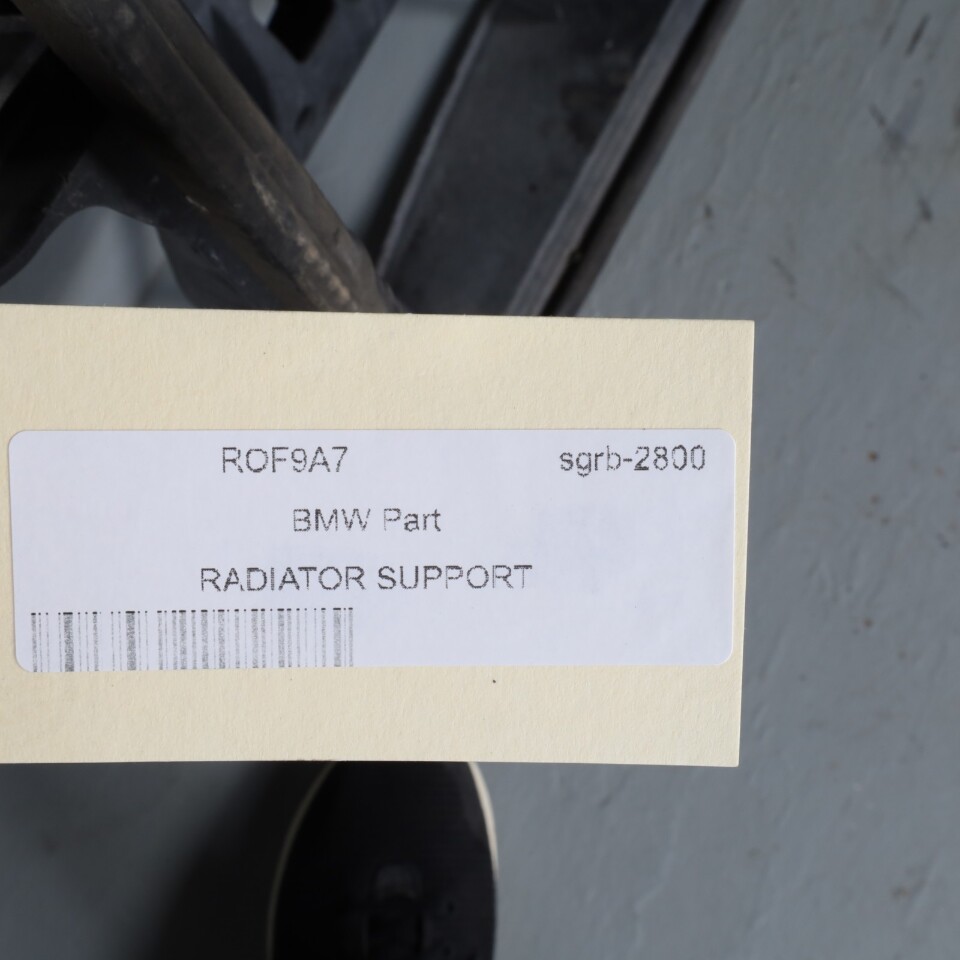 ROF9A7 sgrb-2800
BMW Part
RADIATOR SUPPORT